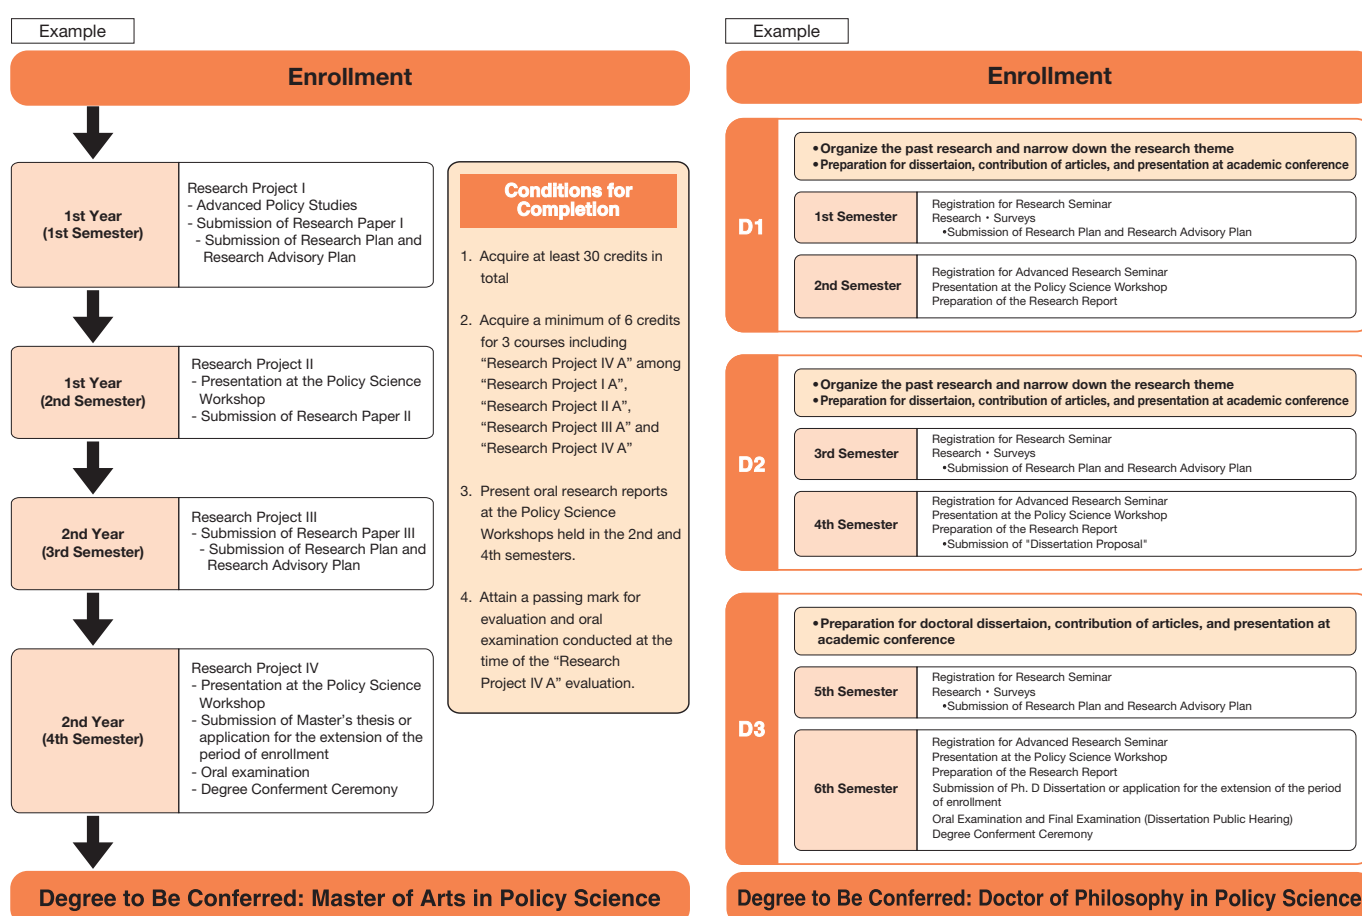 Example
Enrollment
1st Year
(1st Semester)
Research Project I
- Advanced Policy Studies
- Submission of Research Paper I
- Submission of Research Plan and
Research Advisory Plan
1st Year
(2nd Semester)
Research Project II
- Presentation at the Policy Science
Workshop
- Submission of Research Paper II
2nd Year
(3rd Semester)
Research Project III
- Submission of Research Paper III
- Submission of Research Plan and
Research Advisory Plan
2nd Year
(4th Semester)
Research Project IV
- Presentation at the Policy Science
Workshop
- Submission of Master's thesis or
application for the extension of the
period of enrollment
- Oral examination
- Degree Conferment Ceremony
Conditions for
Completion
1. Acquire at least 30 credits in
total
2. Acquire a minimum of 6 credits
for 3 courses including
“Research Project IV A” among
“Research Project I A”,
“Research Project II A”,
“Research Project III A” and
“Research Project IV A”
3. Present oral research reports
at the Policy Science
Workshops held in the 2nd and
4th semesters.
4. Attain a passing mark for
evaluation and oral
examination conducted at the
time of the “Research
Project IV A” evaluation.
Degree to Be Conferred: Master of Arts in Policy Science
Example
Enrollment
D1
•Organize the past research and narrow down the research theme
•Preparation for dissertaion, contribution of articles, and presentation at academic conference
1st Semester
Registration for Research Seminar
Research・Surveys
•Submission of Research Plan and Research Advisory Plan
2nd Semester
Registration for Advanced Research Seminar
Presentation at the Policy Science Workshop
Preparation of the Research Report
D2
•Organize the past research and narrow down the research theme
•Preparation for dissertaion, contribution of articles, and presentation at academic conference
3rd Semester
Registration for Research Seminar
Research・Surveys
•Submission of Research Plan and Research Advisory Plan
4th Semester
Registration for Advanced Research Seminar
Presentation at the Policy Science Workshop
Preparation of the Research Report
•Submission of "Dissertation Proposal"
D3
•Preparation for doctoral dissertaion, contribution of articles, and presentation at
academic conference
5th Semester
Registration for Research Seminar
Research・Surveys
•Submission of Research Plan and Research Advisory Plan
6th Semester
Registration for Advanced Research Seminar
Presentation at the Policy Science Workshop
Preparation of the Research Report
Submission of Ph. D Dissertation or application for the extension of the period
of enrollment
Oral Examination and Final Examination (Dissertation Public Hearing)
Degree Conferment Ceremony
Degree to Be Conferred: Doctor of Philosophy in Policy Science